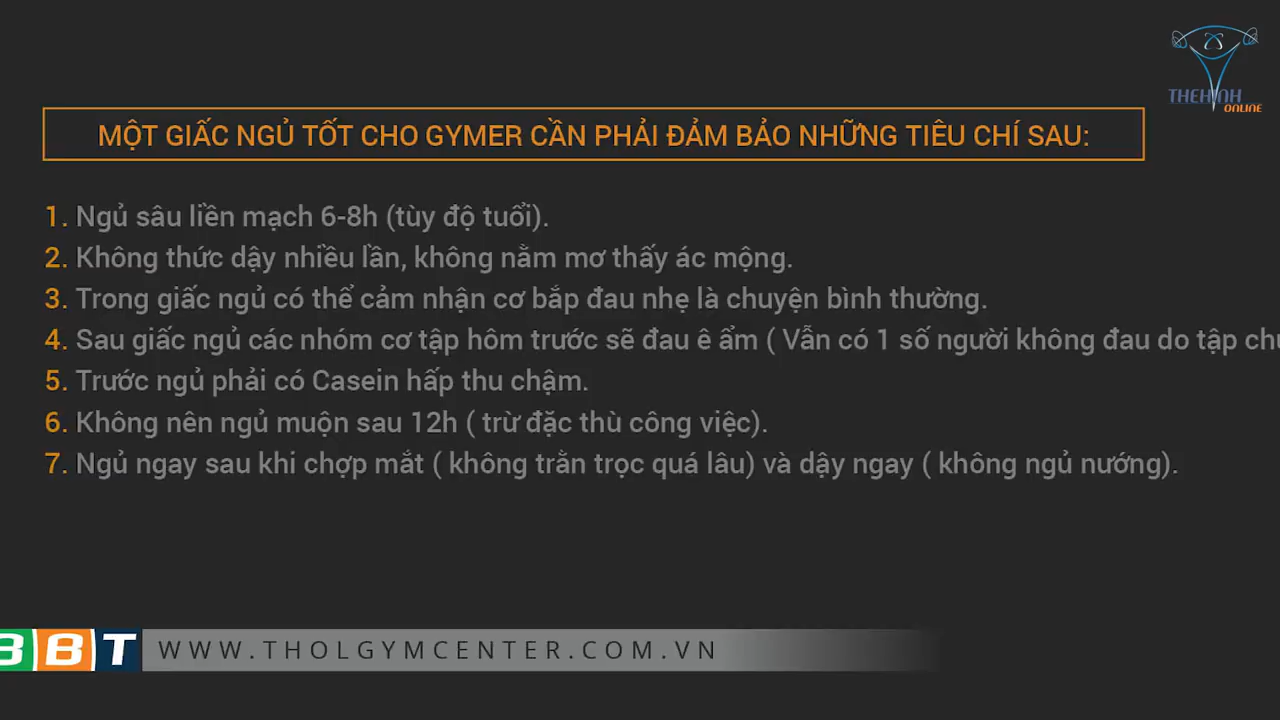 THEHINH
ONLINE
MỘT GIẤC NGỦ TỐT CHO GYMER CẦN PHẢI ĐẢM BẢO NHỮNG TIÊU CHÍ SAU:
1. Ngủ sâu liền mạch 6-8h (tùy độ tuổi).
2. Không thức dậy nhiều lần, không nằm mơ thấy ác mộng.
3. Trong giấc ngủ có thể cảm nhận cơ bắp đau nhẹ là chuyện bình thường.
4. Sau giấc ngủ các nhóm cơ tập hôm trước sẽ đau ê ẩm ( Vẫn có 1 số người không đau do tập
5. Trước ngủ phải có Casein hấp thu chậm.
6. Không nên ngủ muộn sau 12h ( trừ đặc thù công việc).
7. Ngủ ngay sau khi chợp mắt ( không trằn trọc quá lâu) và dậy ngay ( không ngủ nướng).
BBT WWW.THOLGYMCENTER.COM.VN